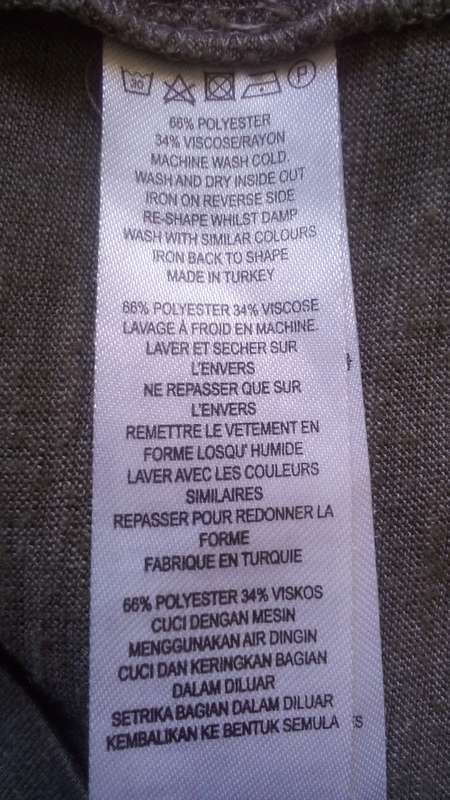 30 P
66% POLYESTER
34% VISCOSE/RAYON
MACHINE WASH COLD.
WASH AND DRY INSIDE OUT
IRON ON REVERSE SIDE
RE-SHAPE WHILST DAMP
WASH WITH SIMILAR COLOURS
IRON BACK TO SHAPE
MADE IN TURKEY
66% POLYESTER 34% VISCOSE
LAVAGE À FROID EN MACHINE.
LAVER ET SECHER SUR
L'ENVERS
NE REPASSER QUE SUR
L'ENVERS
REMETTRE LE VETEMENT EN
FORME LOSQU' HUMIDE
LAVER AVEC LES COULEURS
SIMILAIRES
REPASSER POUR REDONNER LA
FORME
FABRIQUE EN TURQUIE
66% POLYESTER 34% VISKOS
CUCI DENGAN MESIN
MENGGUNAKAN AIR DINGIN
CUCI DAN KERINGKAN BAGIAN
DALAM DILUAR
SETRIKA BAGIAN DALAM DILUAR
KEMBALIKAN KE BENTUK SEMULA